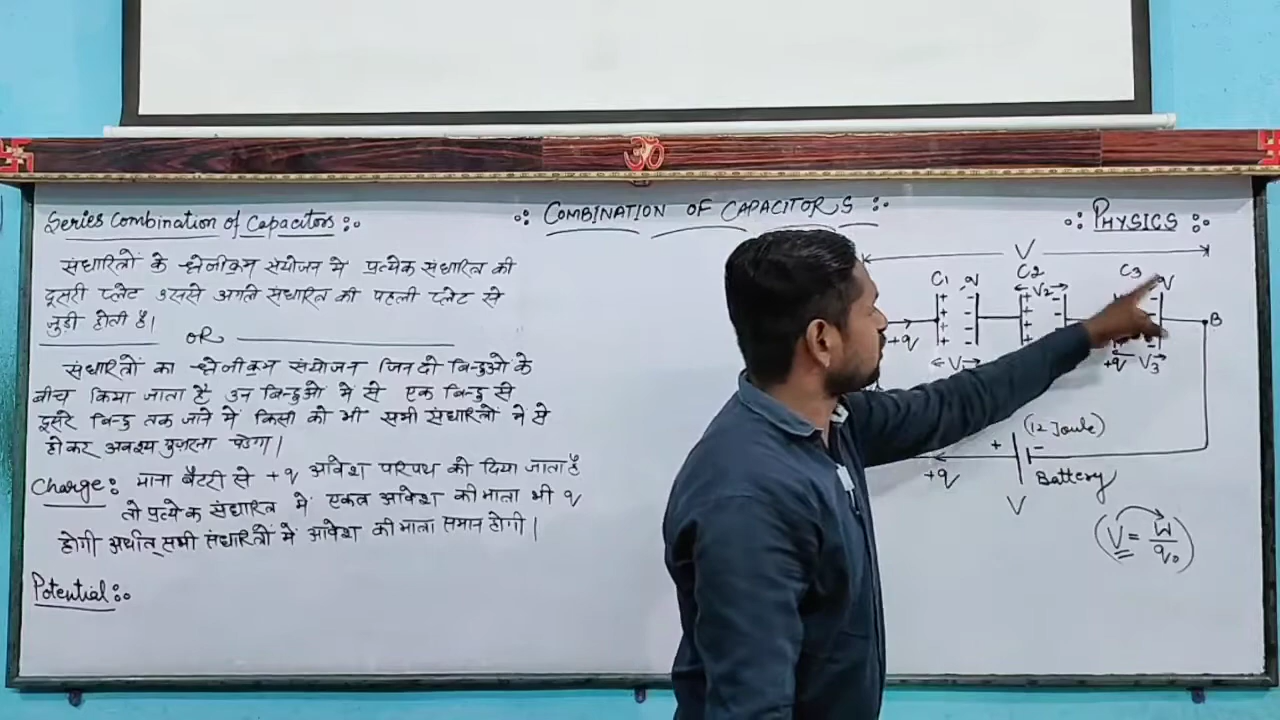 Series Combination of Capacitors :-
संधारित्रों के श्रेणीक्रम संयोजन में प्रत्येक संधारित्र की
दूसरी प्लेट उससे अगले संधारित्र की पहली प्लेट से
जुड़ी होती है।
OR
संधारित्रों का श्रेणीक्रम संयोजन जिन दो बिन्दुओं के
बीच किया जाता है उन बिन्दुओं में से एक बिन्दु से
दूसरे बिन्दु तक जाने में किसी को भी सभी संधारित्रों में से
होकर अवश्य गुजरना पड़ेगा।
Charge : माना बैटरी से +q आवेश परिपथ को दिया जाता है
तो प्रत्येक संधारित्र में एकत्र आवेश की मात्रा भी q
होगी अर्थात् सभी संधारित्रों में आवेश की मात्रा समान होगी।
Potential :-
ॐ
COMBINATION OF CAPACITORS
PHYSICS
V
C1 -q C2 C3 -q
V2
+q B
V3
+q
(12 Joule)
+ -
+q Battery
V
(V = W/q0)